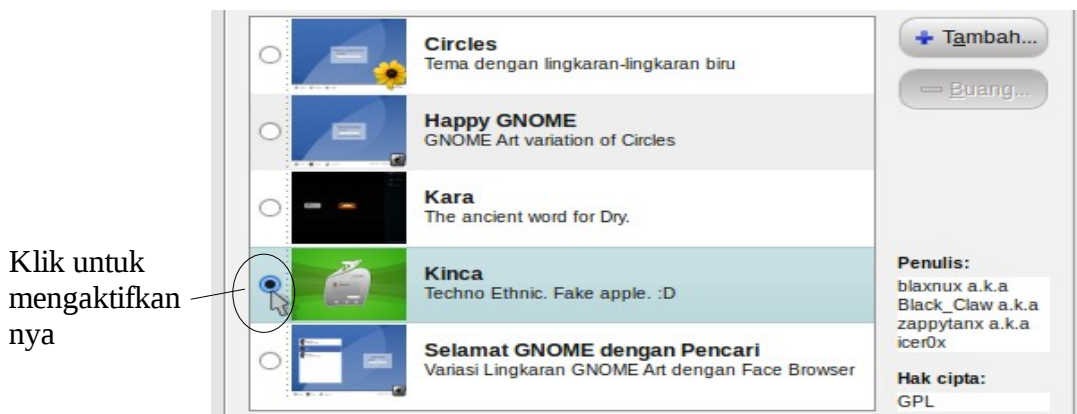 Circles
Tema dengan lingkaran-lingkaran biru
Happy GNOME
GNOME Art variation of Circles
Kara
The ancient word for Dry.
Kinca
Techno Ethnic. Fake apple. :D
Selamat GNOME dengan Pencari
Variasi Lingkaran GNOME Art dengan Face Browser
Tambah...
Buang...
Penulis:
blaxnux a.k.a
Black_Claw a.k.a
zappytanx a.k.a
icer0x
Hak cipta:
GPL
Klik untuk
mengaktifkan
nya